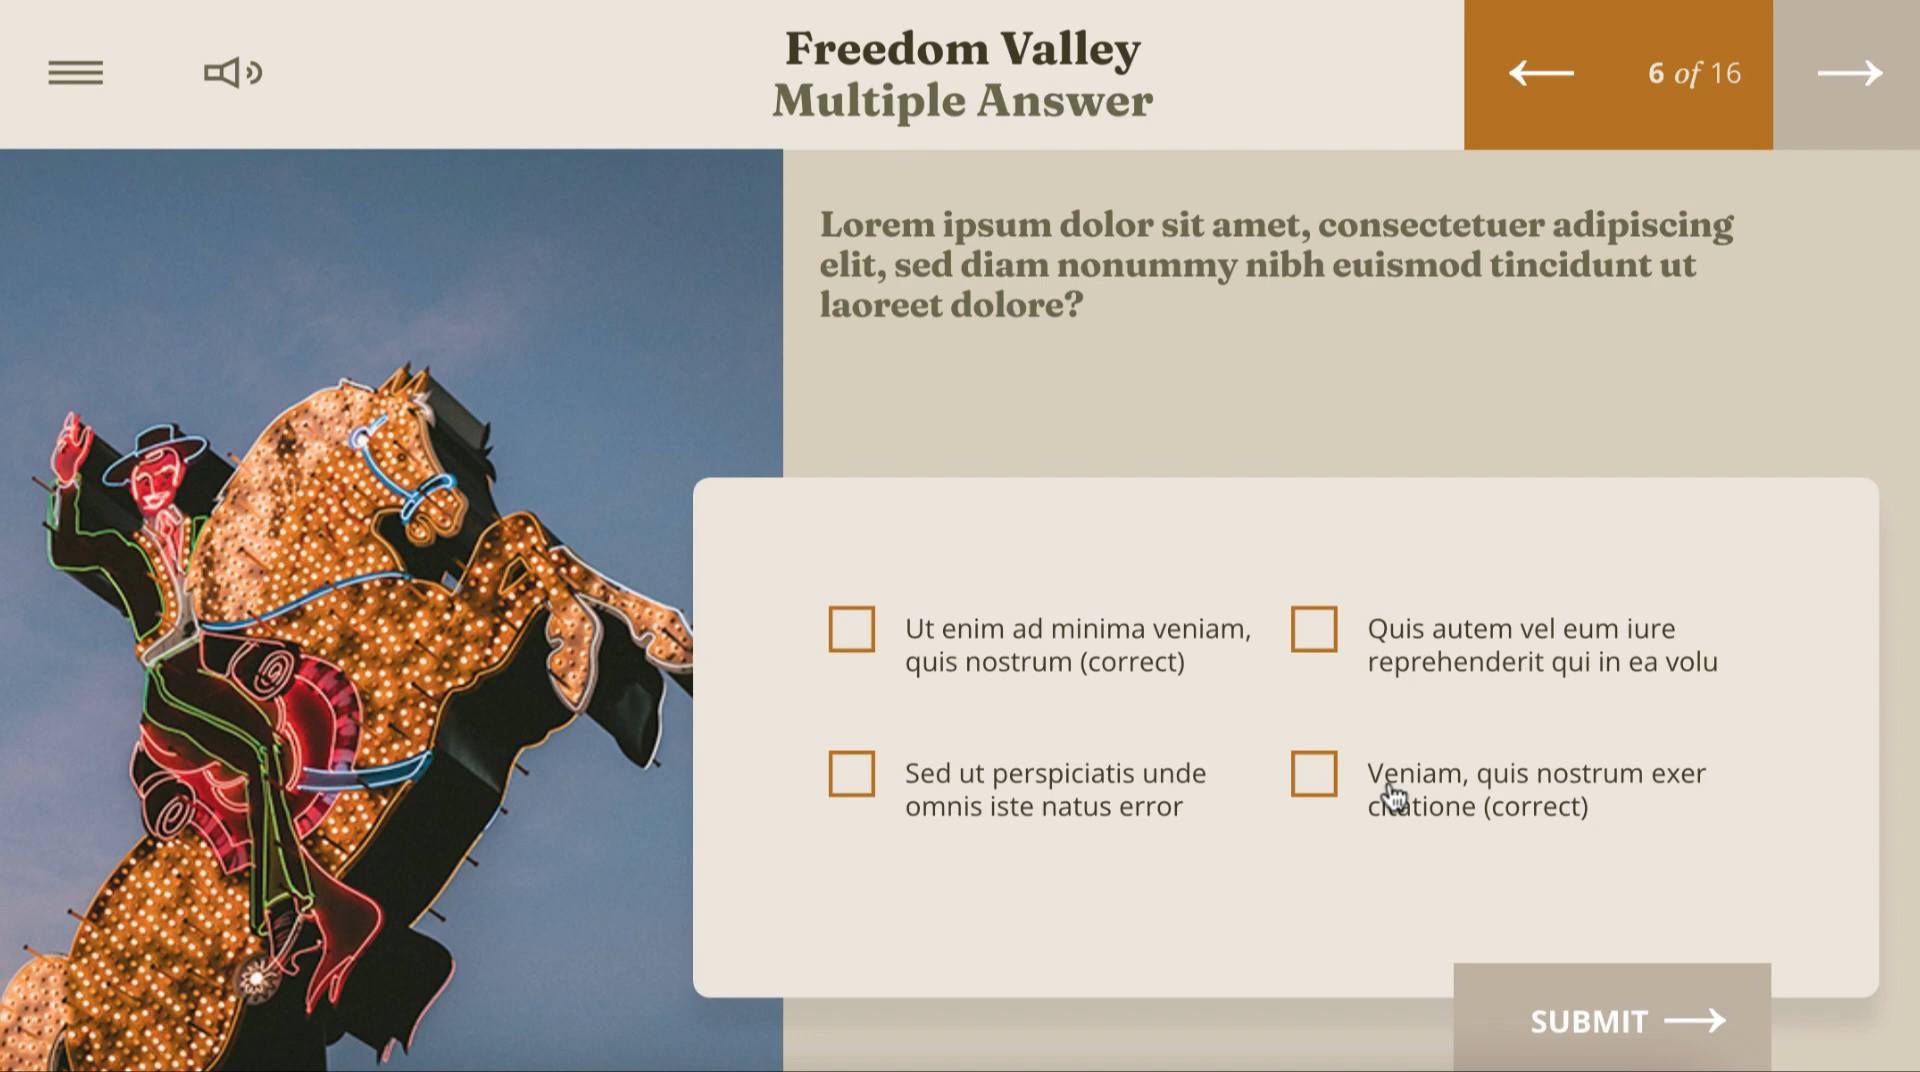 Freedom Valley
Multiple Answer
6 of 16
Lorem ipsum dolor sit amet, consectetuer adipiscing
elit, sed diam nonummy nibh euismod tincidunt ut
laoreet dolore?
Ut enim ad minima veniam,
quis nostrum (correct)
Quis autem vel eum iure
reprehenderit qui in ea volu
Sed ut perspiciatis unde
omnis iste natus error
Veniam, quis nostrum exer
citatione (correct)
SUBMIT